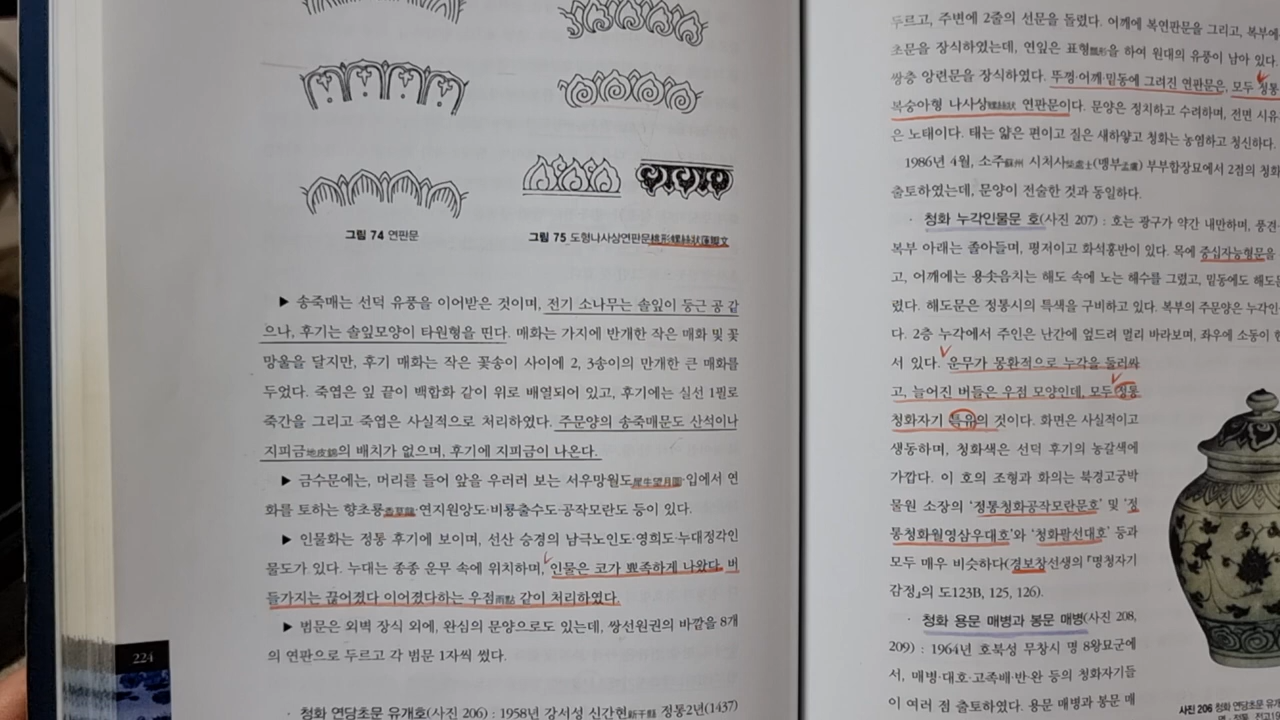 그림 74 연판문
그림 75 도형나사상연판문桃形螺絲狀蓮瓣文
▶ 송죽매는 선덕 유풍을 이어받은 것이며, 전기 소나무는 솔잎이 둥근 공 같
으나, 후기는 솔잎모양이 타원형을 띤다. 매화는 가지에 반개한 작은 매화 및 꽃
망울을 달지만, 후기 매화는 작은 꽃송이 사이에 2, 3송이의 만개한 큰 매화를
두었다. 죽엽은 잎 끝이 백합화 같이 위로 배열되어 있고, 후기에는 실선 1필로
죽간을 그리고 죽엽은 사실적으로 처리하였다. 주문양의 송죽매문도 산석이나
지피금地皮錦의 배치가 없으며, 후기에 지피금이 나온다.
▶ 금수문에는, 머리를 들어 앞을 우러러 보는 서우망월도犀牛望月圖·입에서 연
화를 토하는 향초룡香草龍·연지원앙도·비룡출수도·공작모란도 등이 있다.
▶ 인물화는 정통 후기에 보이며, 선산 승경의 남극노인도·영희도·누대정각인
물도가 있다. 누대는 종종 운무 속에 위치하며, 인물은 코가 뾰족하게 나왔다. 버
들가지는 끊어졌다 이어졌다하는 우점雨點 같이 처리하였다.
▶ 범문은 외벽 장식 외에, 완심의 문양으로도 있는데, 쌍선원권의 바깥을 8개
의 연판으로 두르고 각 범문 1자씩 썼다.
· 청화 연당초문 유개호(사진 206) : 1958년 강서성 신간현新干縣 정통2년(1437)
224
두르고, 주변에 2줄의 선문을 돌렸다. 어깨에 복연판문을 그리고, 복부에
초문을 장식하였는데, 연잎은 표형瓢形을 하여 원대의 유풍이 남아 있다.
쌍층 앙련문을 장식하였다. 뚜껑·어깨·밑동에 그려진 연판문은, 모두 정통
복숭아형 나사상螺絲狀 연판문이다. 문양은 정치하고 수려하며, 전면 시유
은 노태이다. 태는 얇은 편이고 질은 새하얗고 청화는 농염하고 청신하다.
1986년 4월, 소주蘇州 시치사柴處士(맹부孟膚) 부부합장묘에서 2점의 청화
출토하였는데, 문양이 전술한 것과 동일하다.
· 청화 누각인물문 호(사진 207) : 호는 광구가 약간 내만하며, 풍견
복부 아래는 졸아들며, 평저이고 화석홍반이 있다. 목에 중심자능형문을
고, 어깨에는 용솟음치는 해도 속에 노는 해수를 그렸고, 밑동에도 해도문
렸다. 해도문은 정통시의 특색을 구비하고 있다. 복부의 주문양은 누각인
다. 2층 누각에서 주인은 난간에 엎드려 멀리 바라보며, 좌우에 소동이 한
서 있다. 운무가 몽환적으로 누각을 둘러싸
고, 늘어진 버들은 우점 모양인데, 모두 정통
청화자기 특유의 것이다. 화면은 사실적이고
생동하며, 청화색은 선덕 후기의 농갈색에
가깝다. 이 호의 조형과 화의는 북경고궁박
물원 소장의 '정통청화공작모란문호' 및 '정
통청화월영삼우대호'와 '청화팔선대호' 등과
모두 매우 비슷하다(경보창선생의 『명청자기
감정』의 도123B, 125, 126).
· 청화 용문 매병과 봉문 매병(사진 208,
209) : 1964년 호북성 무창시 명 8왕묘군에
서, 매병·대호·고족배·반·완 등의 청화자기들
이 여러 점 출토하였다. 용문 매병과 봉문 매
사진 206 청화 연당초문 유개